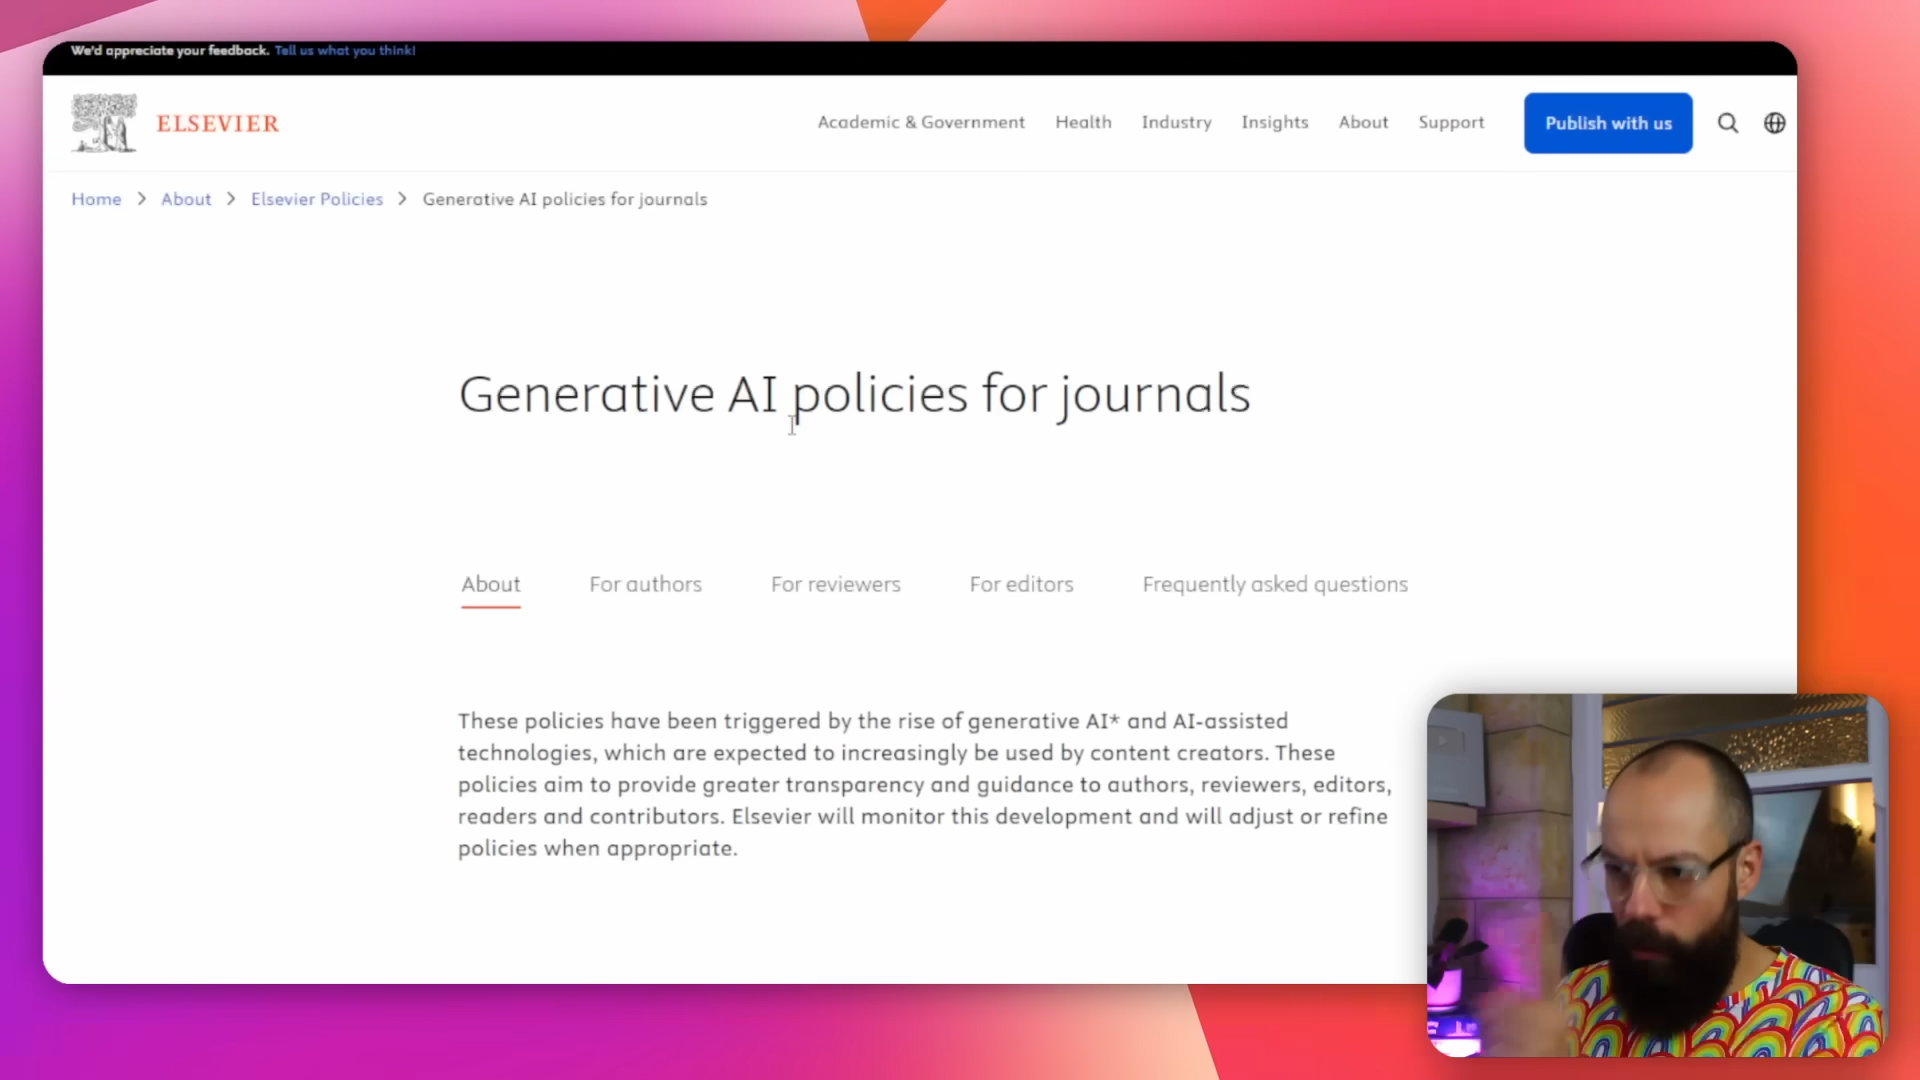 We'd appreciate your feedback. Tell us what you think!
ELSEVIER
Academic & Government Health Industry Insights About Support Publish with us
Home > About > Elsevier Policies > Generative AI policies for journals
Generative AI policies for journals
About For authors For reviewers For editors Frequently asked questions
These policies have been triggered by the rise of generative AI* and AI-assisted
technologies, which are expected to increasingly be used by content creators. These
policies aim to provide greater transparency and guidance to authors, reviewers, editors,
readers and contributors. Elsevier will monitor this development and will adjust or refine
policies when appropriate.